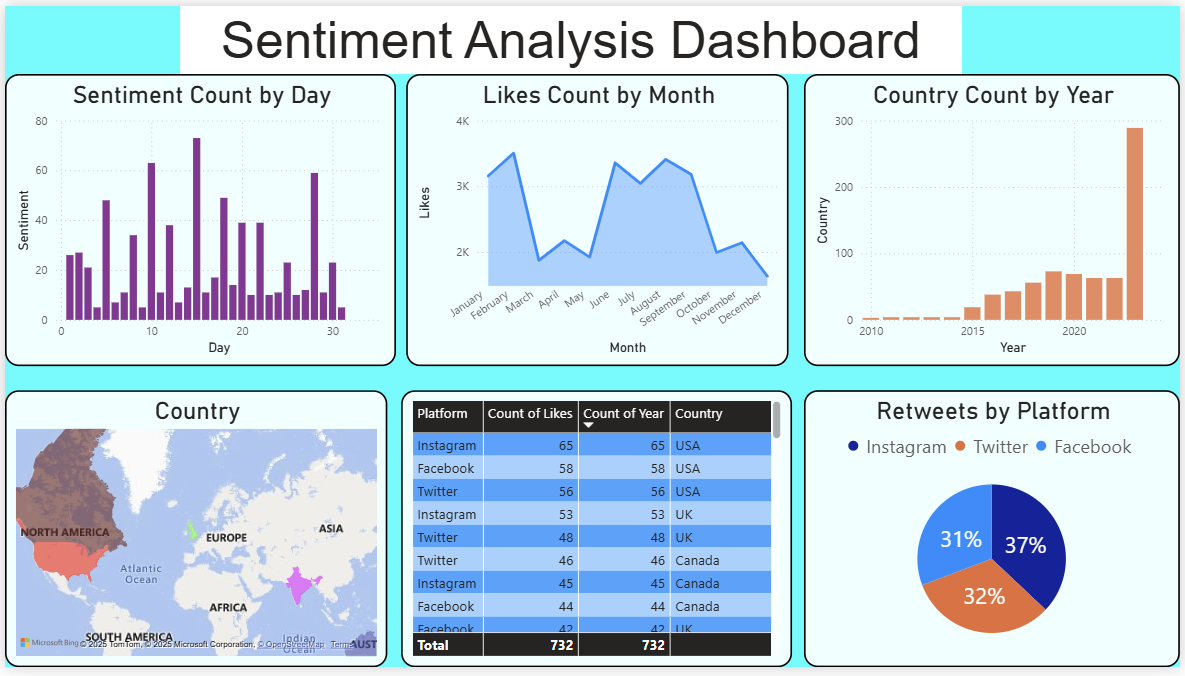 Sentiment Analysis Dashboard
Sentiment Count by Day
80
60
40
20
0
Sentiment
0 10 20 30
Day
Likes Count by Month
4K
3K
2K
Likes
January February March April May June July August September October November December
Month
Country Count by Year
300
200
100
0
Country
2010 2015 2020
Year
Country
NORTH AMERICA
EUROPE
ASIA
Atlantic
Ocean
AFRICA
SOUTH AMERICA
Indian
Ocean
AUST
Microsoft Bing
© 2025 TomTom, © 2025 Microsoft Corporation, © OpenStreetMap Terms
Platform Count of Likes Count of Year Country
Instagram 65 65 USA
Facebook 58 58 USA
Twitter 56 56 USA
Instagram 53 53 UK
Twitter 48 48 UK
Twitter 46 46 Canada
Instagram 45 45 Canada
Facebook 44 44 Canada
Facebook 42 42 UK
Total 732 732
Retweets by Platform
Instagram Twitter Facebook
31%
37%
32%